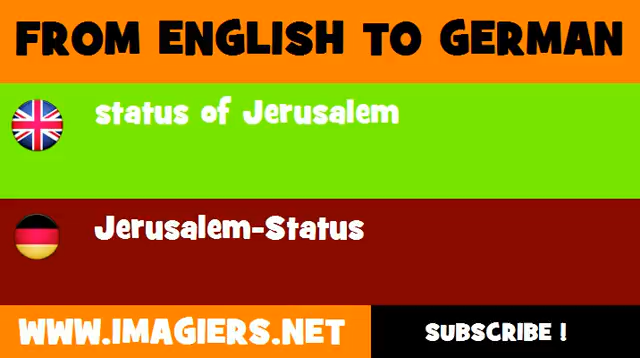 FROM ENGLISH TO GERMAN
status of Jerusalem
Jerusalem-Status
WWW.IMAGIERS.NET
SUBSCRIBE !